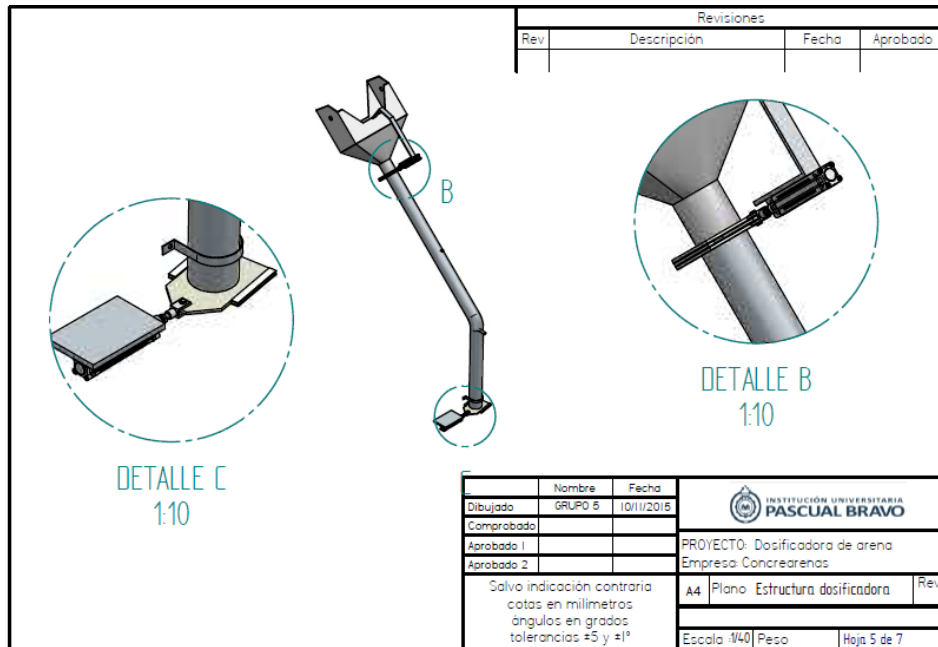 Revisiones
Rev Descripción Fecha Aprobado
B
DETALLE B
1:10
DETALLE C
1:10
C
Nombre Fecha
Dibujado GRUPO 5 10/11/2015
Comprobado
Aprobado 1
Aprobado 2
INSTITUCIÓN UNIVERSITARIA
PASCUAL BRAVO
PROYECTO: Dosificadora de arena
Empresa: Concrearenas
A4 Plano Estructura dosificadora Rev
Salvo indicación contraria
cotas en milímetros
ángulos en grados
tolerancias ±5 y ±1°
Escala :1/40 Peso Hoja 5 de 7